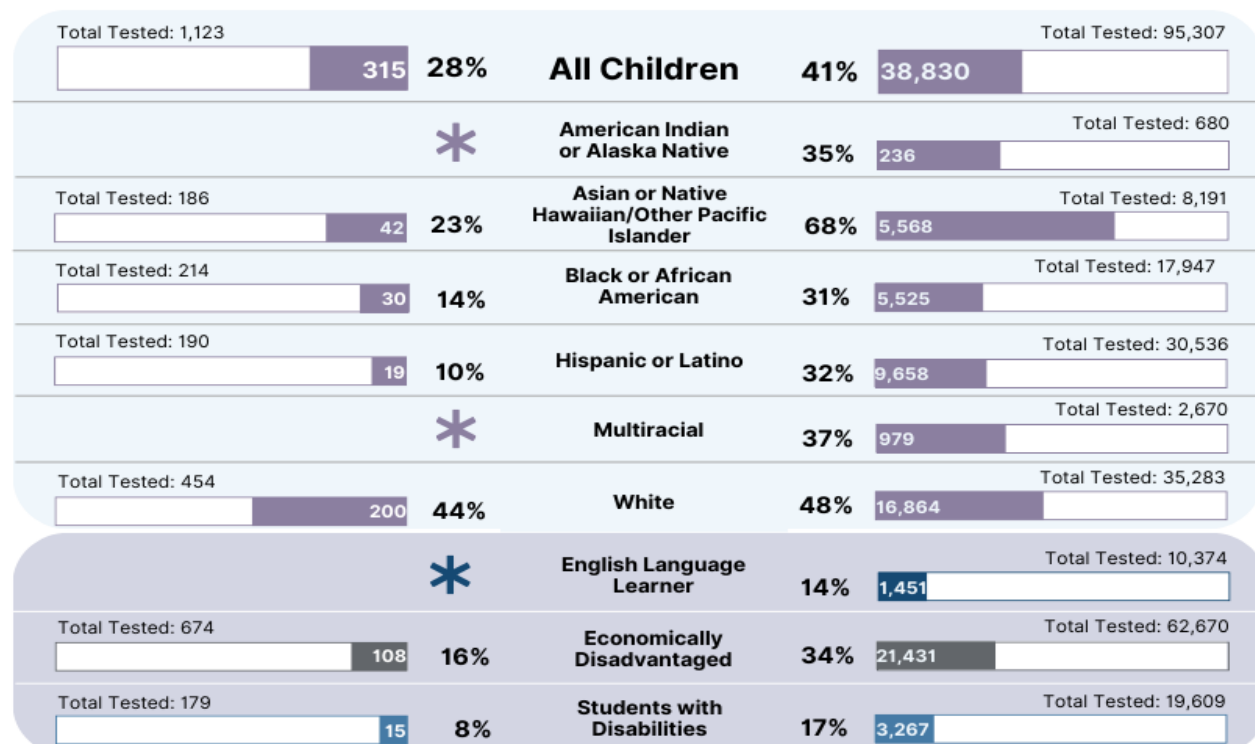 Total Tested: 1,123
Total Tested: 95,307
315 28% All Children 41% 38,830
Total Tested: 680
* American Indian
or Alaska Native 35% 236
Total Tested: 186
Asian or Native
Total Tested: 8,191
42 23% Hawaiian/Other Pacific 68% 5,568
Islander
Total Tested: 214
Total Tested: 17,947
Black or African
30 14% American 31% 5,525
Total Tested: 190
Total Tested: 30,536
19 10% Hispanic or Latino 32% 9,658
Total Tested: 2,670
* Multiracial 37% 979
Total Tested: 454
Total Tested: 35,283
200 44% White 48% 16,864
Total Tested: 10,374
* English Language
Learner 14% 1,451
Total Tested: 674
Total Tested: 62,670
Economically
108 16% Disadvantaged 34% 21,431
Total Tested: 179
Total Tested: 19,609
Students with
15 8% Disabilities 17% 3,267